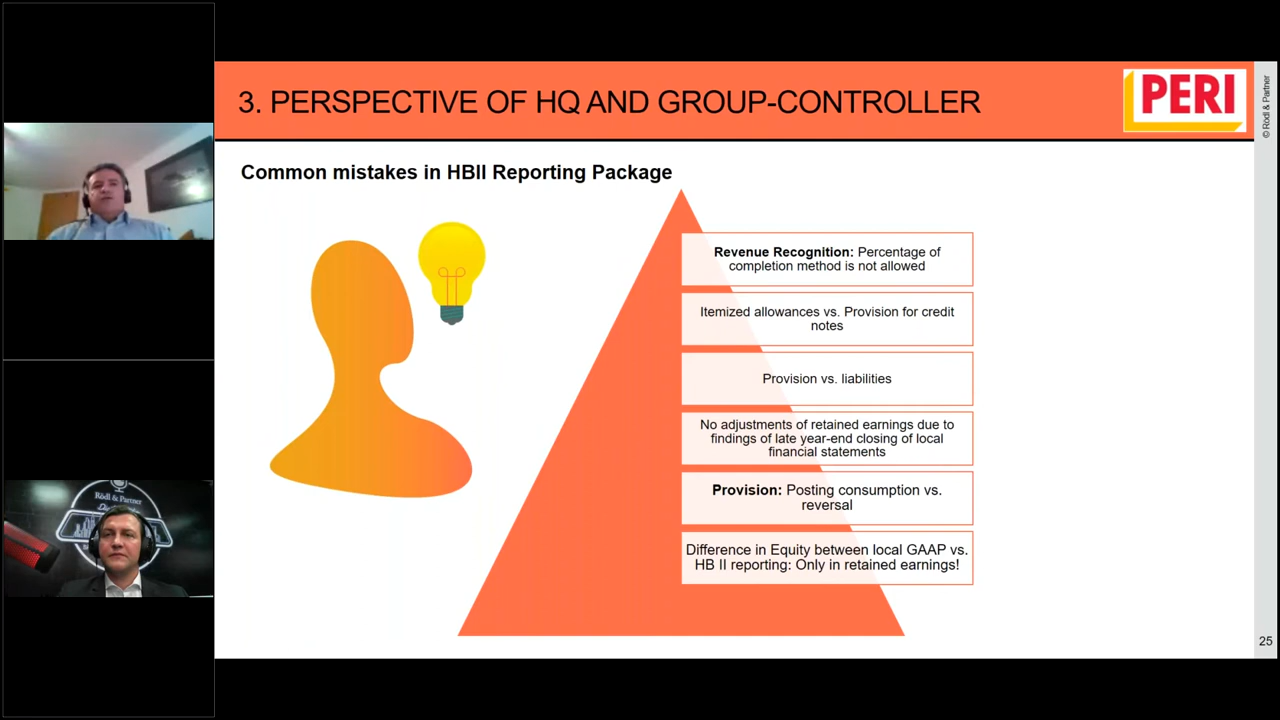 3. PERSPECTIVE OF HQ AND GROUP-CONTROLLER
PERI
© Rödl & Partner
Common mistakes in HBII Reporting Package
Revenue Recognition: Percentage of
completion method is not allowed
Itemized allowances vs. Provision for credit
notes
Provision vs. liabilities
No adjustments of retained earnings due to
findings of late year-end closing of local
financial statements
Provision: Posting consumption vs.
reversal
Difference in Equity between local GAAP vs.
HB II reporting: Only in retained earnings!
Rödl & Partner
25